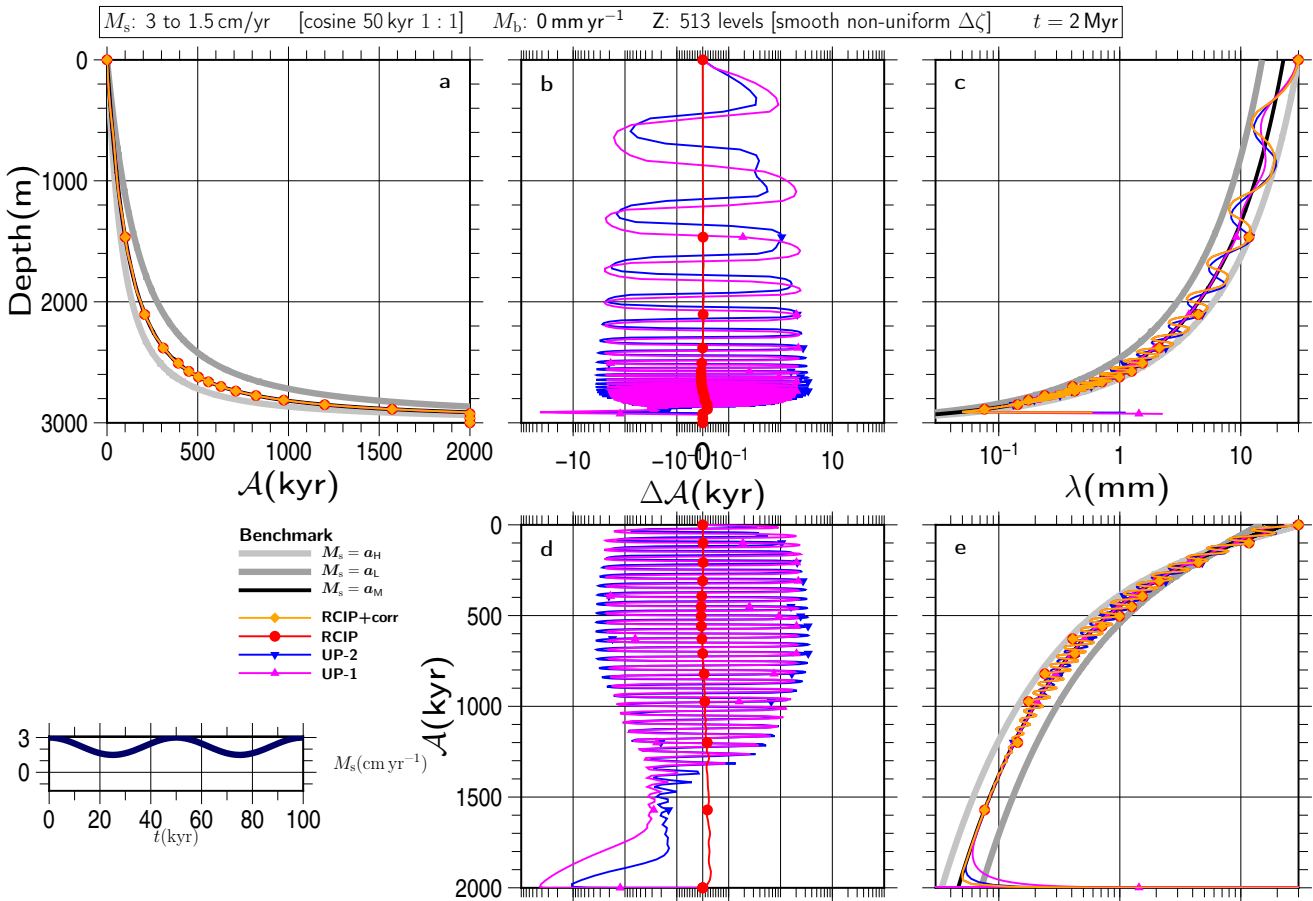 Mₛ: 3 to 1.5 cm/yr [cosine 50 kyr 1 : 1] M_b: 0 mm yr⁻¹ Z: 513 levels [smooth non-uniform Δζ] t = 2 Myr
a
b
c
0
1000
2000
3000
Depth(m)
0 500 1000 1500 2000
𝒜(kyr)
−10 −10⁻¹ 0 10⁻¹ 10
Δ𝒜(kyr)
10⁻¹ 1 10
λ(mm)
Benchmark
Mₛ = a_H
Mₛ = a_L
Mₛ = a_M
RCIP+corr
RCIP
UP-2
UP-1
3
0
Mₛ(cm yr⁻¹)
0 20 40 60 80 100
t(kyr)
d
e
0
500
1000
1500
2000
𝒜(kyr)